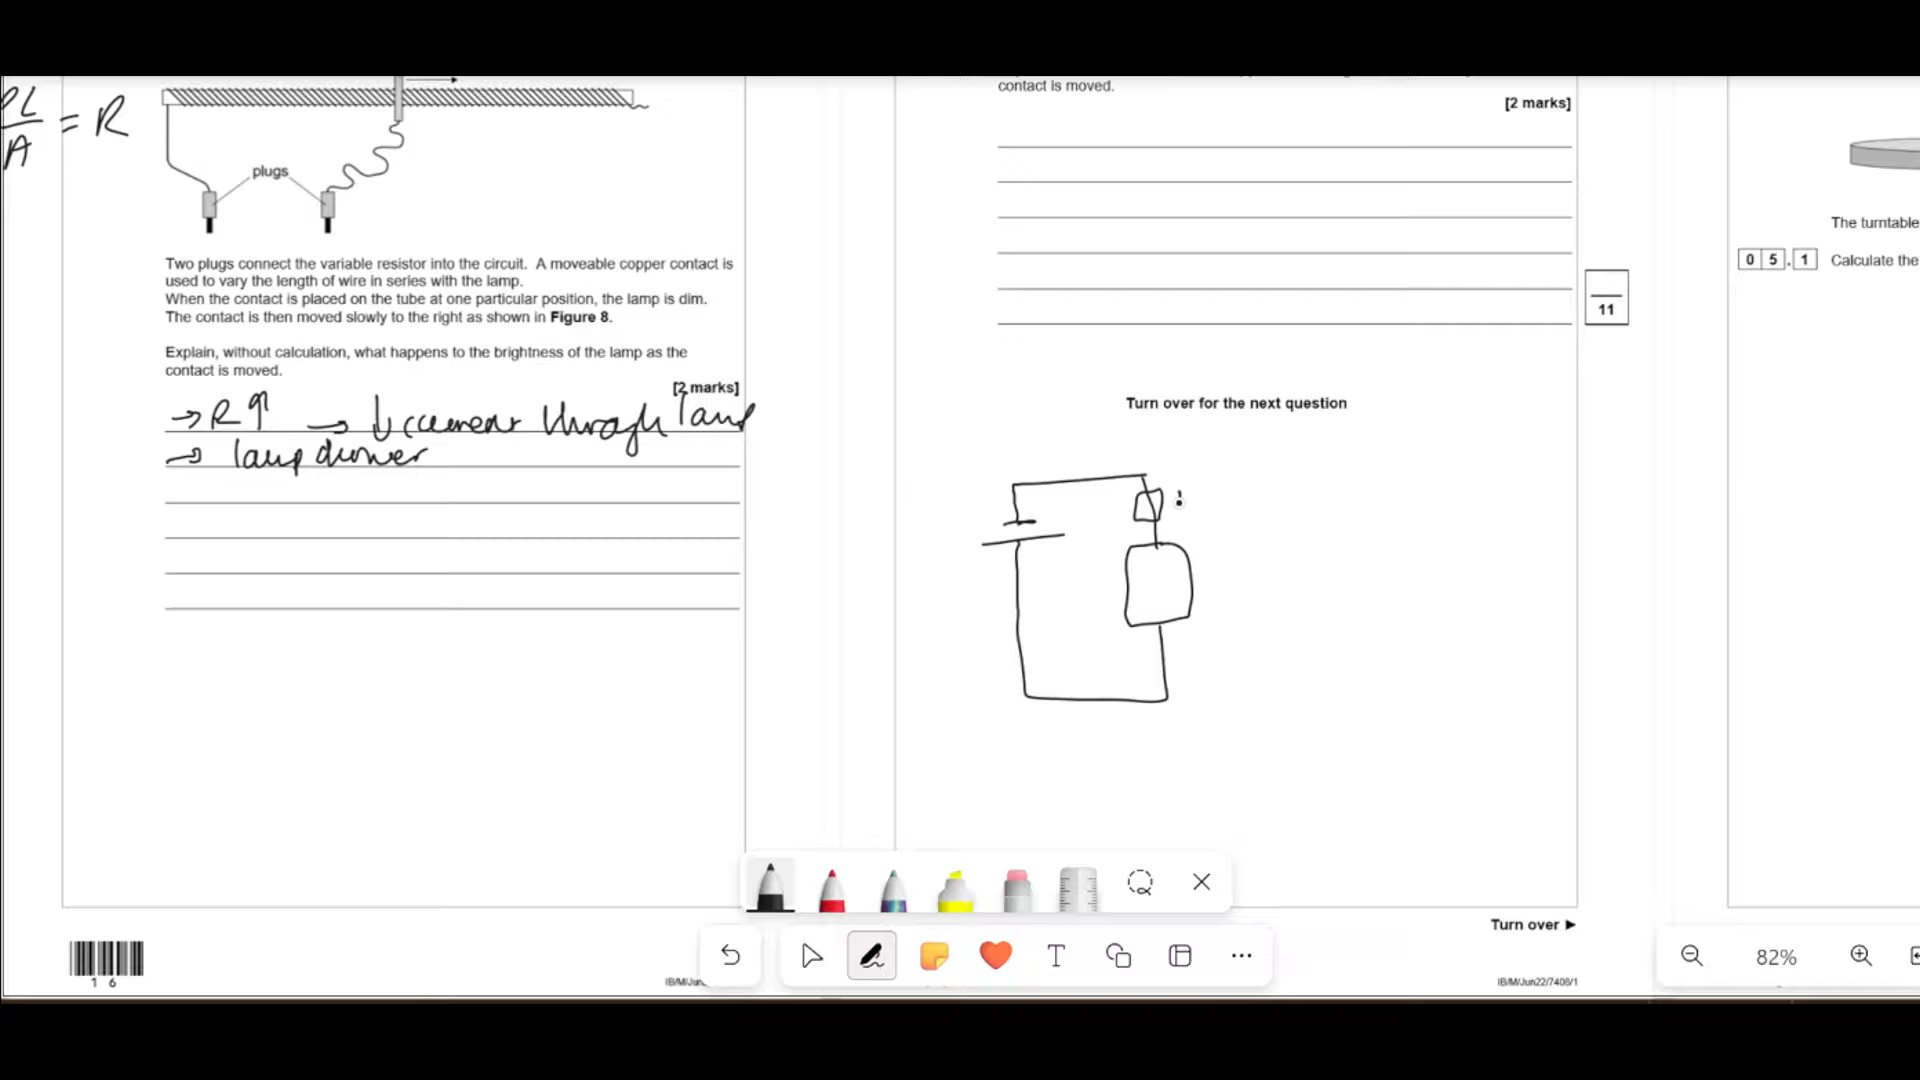 ρL/A = R
plugs
Two plugs connect the variable resistor into the circuit. A moveable copper contact is
used to vary the length of wire in series with the lamp.
When the contact is placed on the tube at one particular position, the lamp is dim.
The contact is then moved slowly to the right as shown in Figure 8.
Explain, without calculation, what happens to the brightness of the lamp as the
contact is moved.
[2 marks]
→ R↑ → ↓ current through lamp
→ lamp dimmer
1 6
contact is moved.
[2 marks]
11
Turn over for the next question
Turn over ►
IB/M/Jun22/7408/1
The turntable
0 5 . 1 Calculate the
T
82%